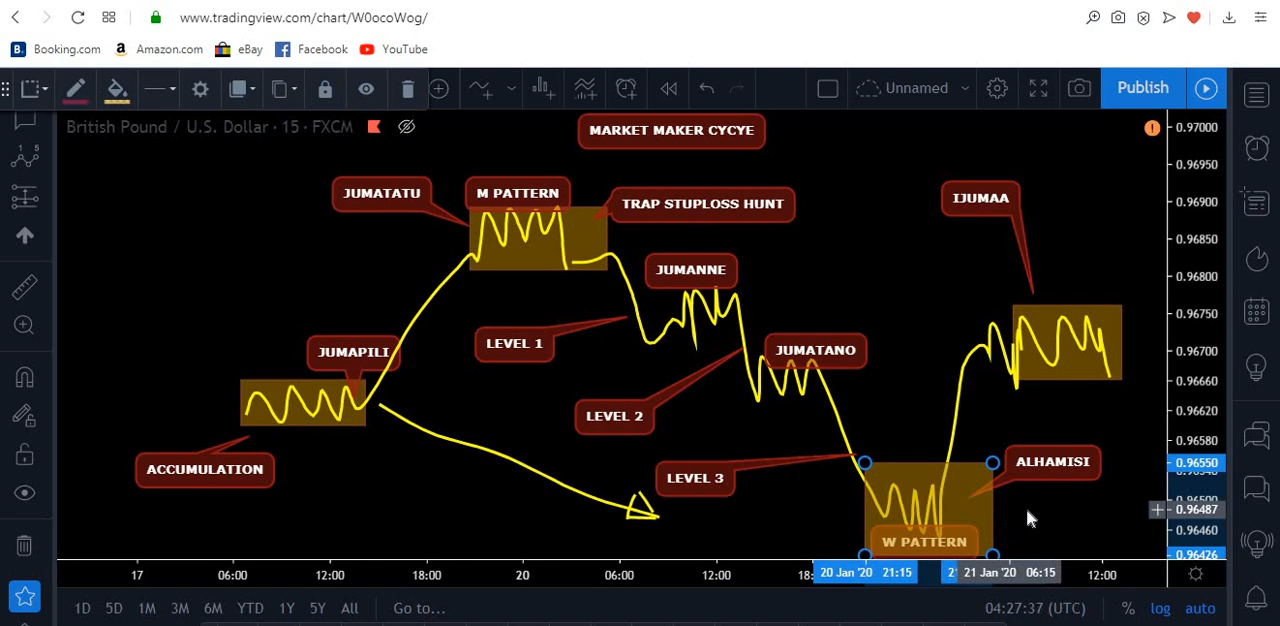 www.tradingview.com/chart/W0ocoWog/
B. Booking.com a Amazon.com eBay Facebook YouTube
Unnamed Publish
British Pound / U.S. Dollar · 15 · FXCM
MARKET MAKER CYCYE
JUMATATU
M PATTERN
TRAP STUPLOSS HUNT
IJUMAA
JUMANNE
LEVEL 1
JUMAPILI
JUMATANO
LEVEL 2
ACCUMULATION
LEVEL 3
ALHAMISI
W PATTERN
0.97000
0.96950
0.96900
0.96850
0.96800
0.96750
0.96700
0.96660
0.96620
0.96580
0.96550
0.96500
0.96487
0.96460
0.96426
17 06:00 12:00 18:00 20 06:00 12:00 18: 20 Jan '20 21:15 21 21 Jan '20 06:15 12:00
1D 5D 1M 3M 6M YTD 1Y 5Y All Go to... 04:27:37 (UTC) % log auto